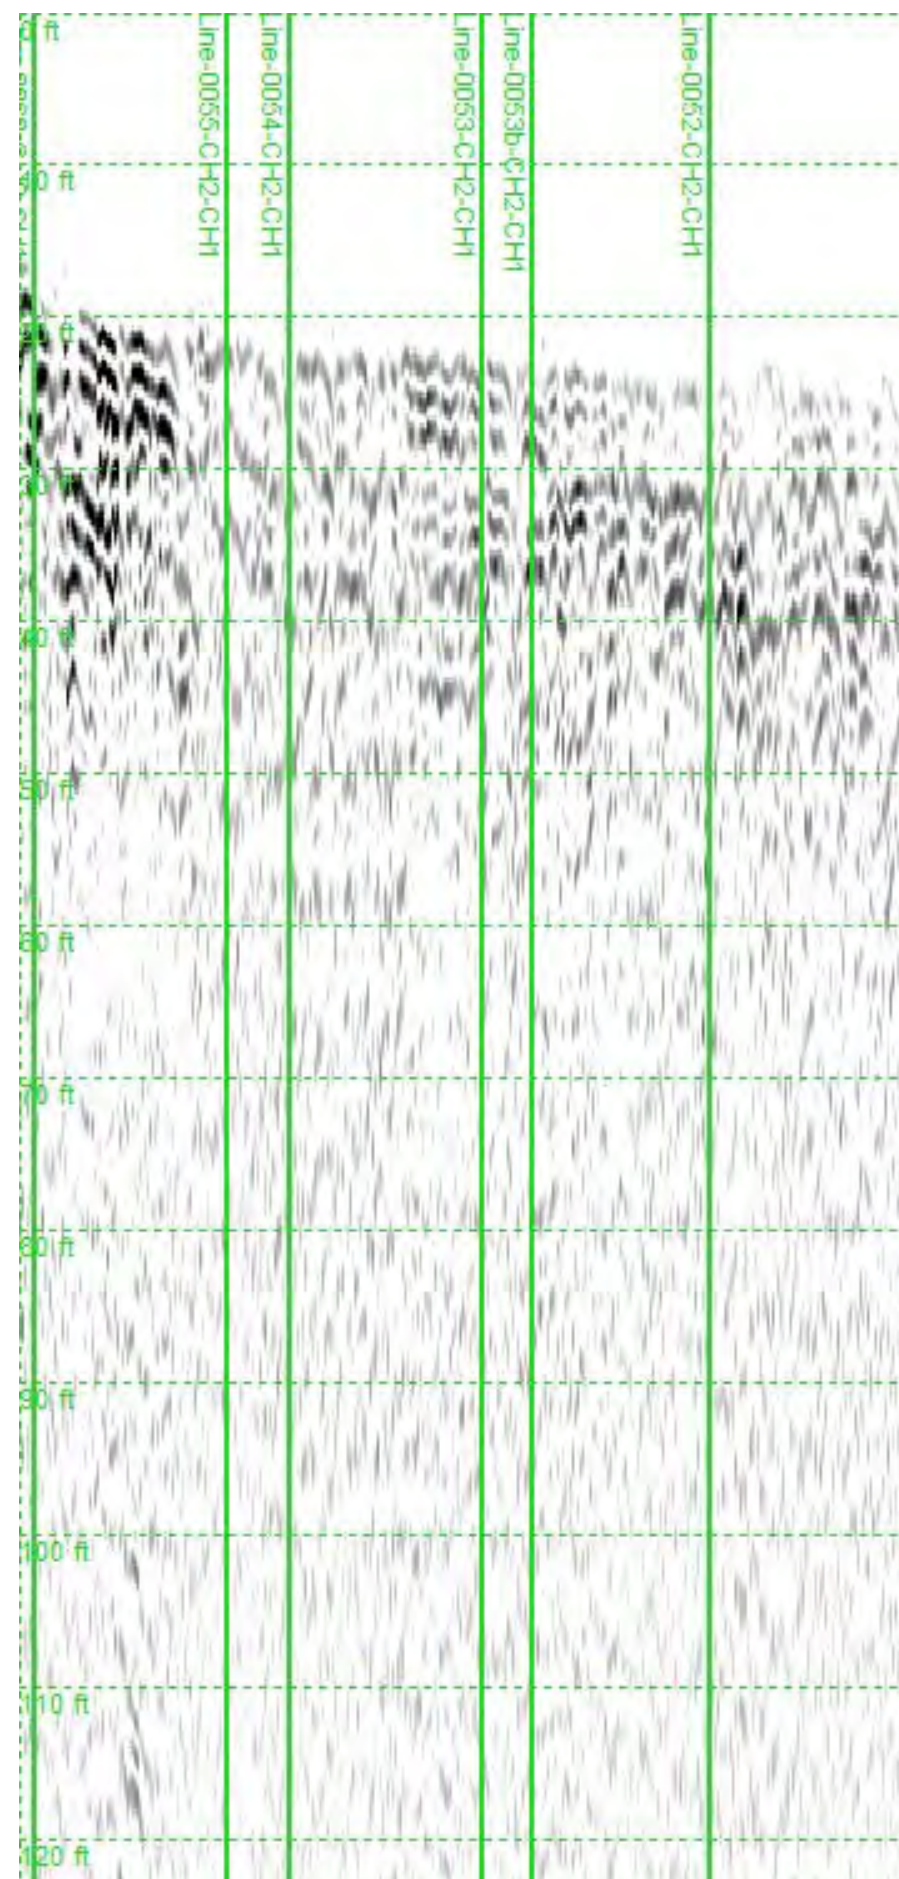 0 ft
Line-0055-CH2-CH1
Line-0054-CH2-CH1
Line-0053-CH2-CH1
Line-0053b-CH2-CH1
Line-0052-CH2-CH1
10 ft
20 ft
30 ft
40 ft
50 ft
60 ft
70 ft
80 ft
90 ft
100 ft
110 ft
120 ft